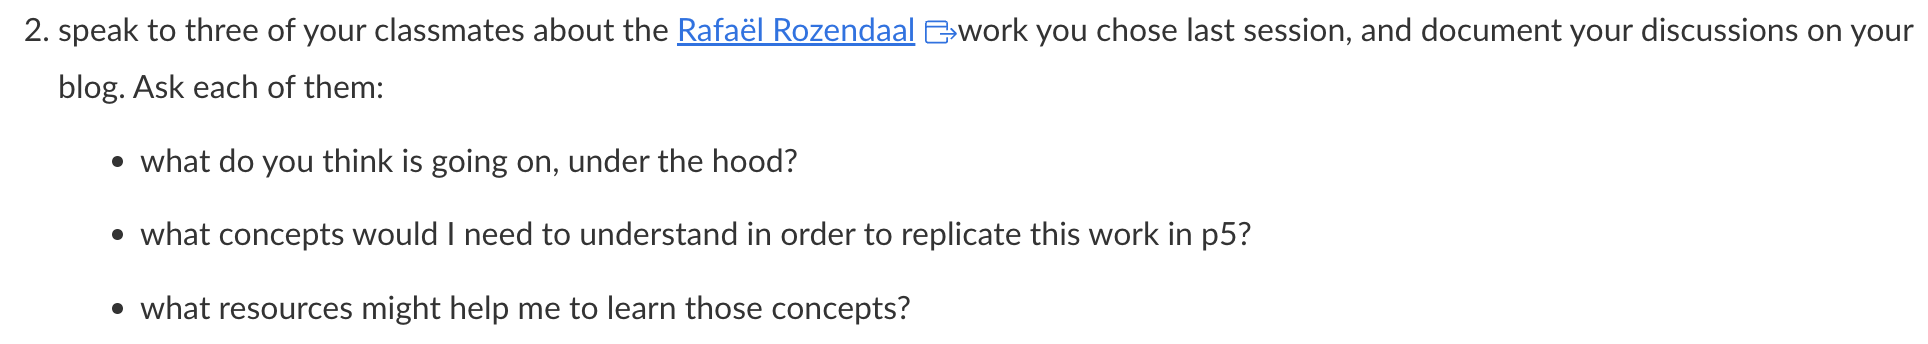 2. speak to three of your classmates about the Rafaël Rozendaal work you chose last session, and document your discussions on your
blog. Ask each of them:
• what do you think is going on, under the hood?
• what concepts would I need to understand in order to replicate this work in p5?
• what resources might help me to learn those concepts?